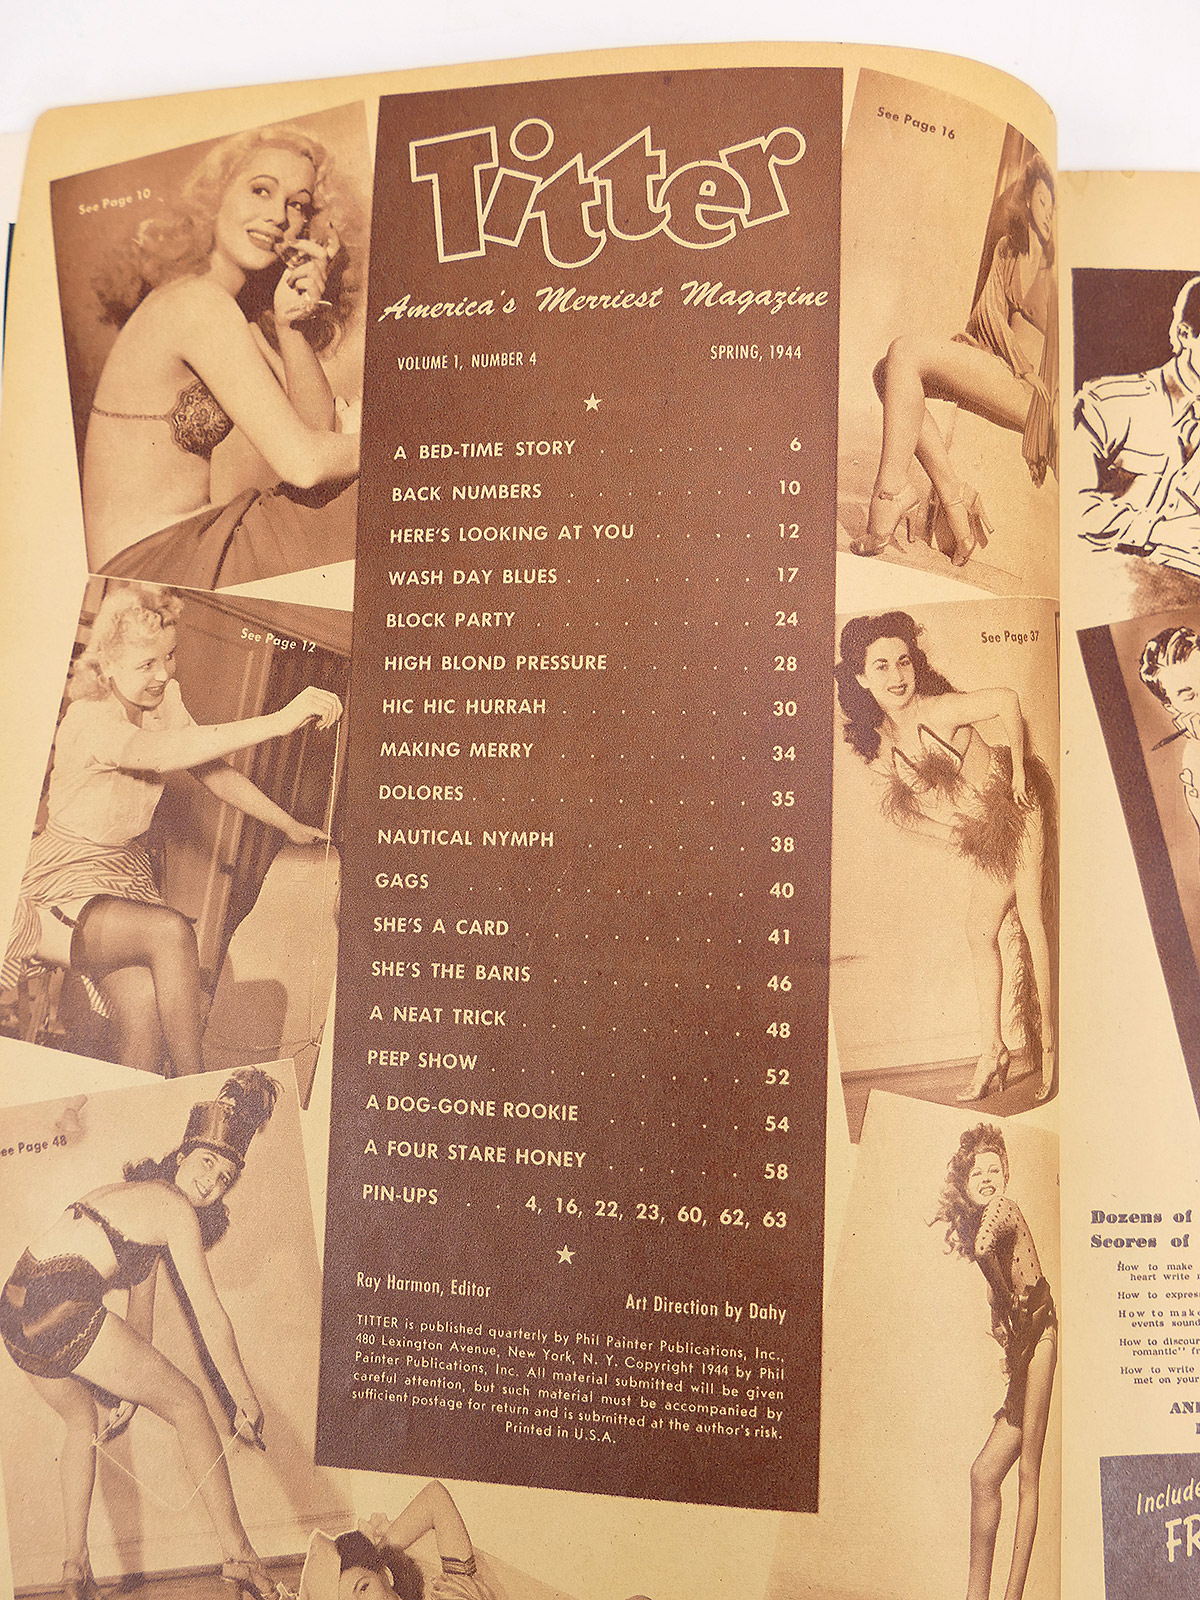 See Page 10
Titter
America's Merriest Magazine
VOLUME 1, NUMBER 4 SPRING, 1944
A BED-TIME STORY . . . . . . 6
BACK NUMBERS . . . . . . . 10
HERE'S LOOKING AT YOU . . . . 12
WASH DAY BLUES . . . . . . . 17
BLOCK PARTY . . . . . . . 24
HIGH BLOND PRESSURE . . . . . 28
HIC HIC HURRAH . . . . . . . 30
MAKING MERRY . . . . . . . 34
DOLORES . . . . . . . . . . 35
NAUTICAL NYMPH . . . . . . 38
GAGS . . . . . . . . . . 40
SHE'S A CARD . . . . . . . . 41
SHE'S THE BARIS . . . . . . . 46
A NEAT TRICK . . . . . . . . 48
PEEP SHOW . . . . . . . . . 52
A DOG-GONE ROOKIE . . . . . 54
A FOUR STARE HONEY . . . . . 58
PIN-UPS . . 4, 16, 22, 23, 60, 62, 63
Ray Harmon, Editor
Art Direction by Dahy
TITTER is published quarterly by Phil Painter Publications, Inc.,
480 Lexington Avenue, New York, N. Y. Copyright 1944 by Phil
Painter Publications, Inc. All material submitted will be given
careful attention, but such material must be accompanied by
sufficient postage for return and is submitted at the author's risk.
Printed in U.S.A.
See Page 12
ee Page 48
See Page 16
See Page 37
Dozens of
Scores of
How to make
heart write
How to expres
How to make
events sound
How to discour
romantic" fr
How to write
met on your
AN
Include
FR